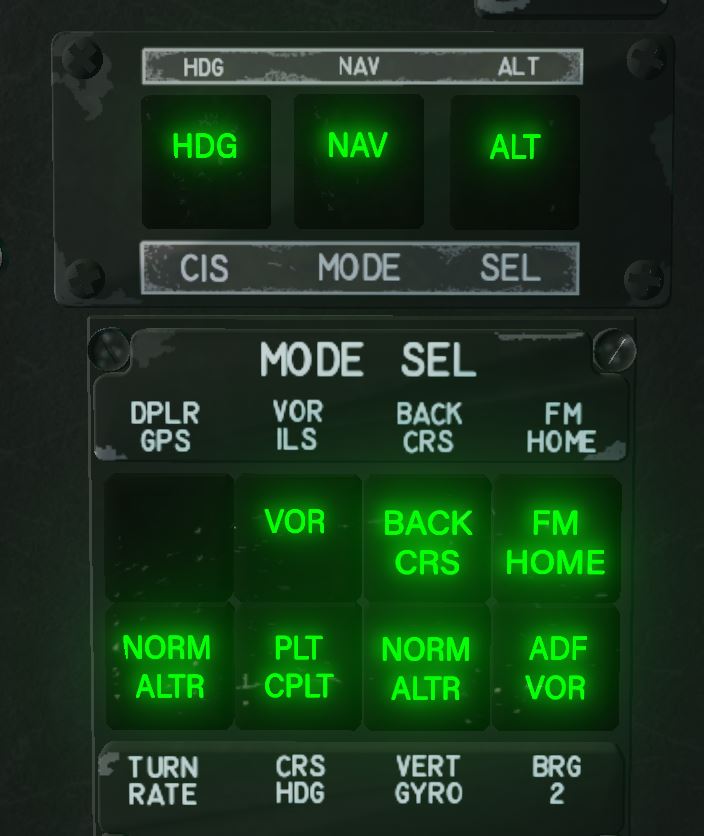 HDG NAV ALT
HDG NAV ALT
CIS MODE SEL
MODE SEL
DPLR VOR BACK FM
GPS ILS CRS HOME
VOR BACK FM
CRS HOME
NORM PLT NORM ADF
ALTR CPLT ALTR VOR
TURN CRS VERT BRG
RATE HDG GYRO 2